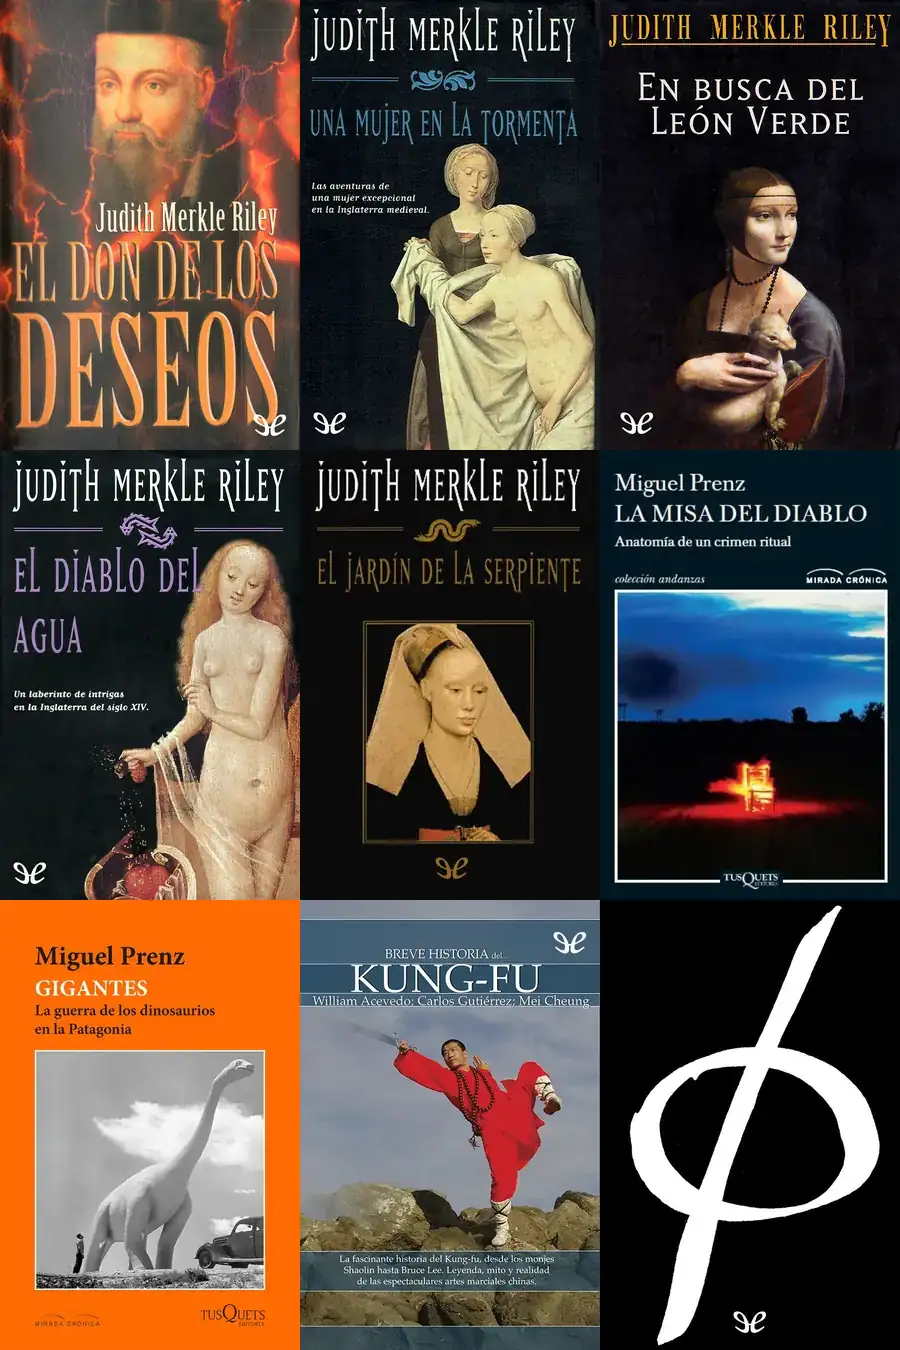 Judith Merkle Riley
EL DON DE LOS
DESEOS
JUDITH MERKLE RILEY
UNA MUJER EN LA TORMENTA
Las aventuras de
una mujer excepcional
en la Inglaterra medieval.
JUDITH MERKLE RILEY
EN BUSCA DEL
LEÓN VERDE
JUDITH MERKLE RILEY
EL DIABLO DEL
AGUA
Un laberinto de intrigas
en la Inglaterra del siglo XIV.
JUDITH MERKLE RILEY
EL JARDÍN DE LA SERPIENTE
Miguel Prenz
LA MISA DEL DIABLO
Anatomía de un crimen ritual
colección andanzas
MIRADA CRÓNICA
TUSQUETS
EDITORES
Miguel Prenz
GIGANTES
La guerra de los dinosaurios
en la Patagonia
MIRADA CRÓNICA
TUSQUETS
EDITORES
BREVE HISTORIA del...
KUNG-FU
William Acevedo; Carlos Gutiérrez; Mei Cheung
La fascinante historia del Kung-fu, desde los monjes
Shaolin hasta Bruce Lee. Leyenda, mito y realidad
de las espectaculares artes marciales chinas.